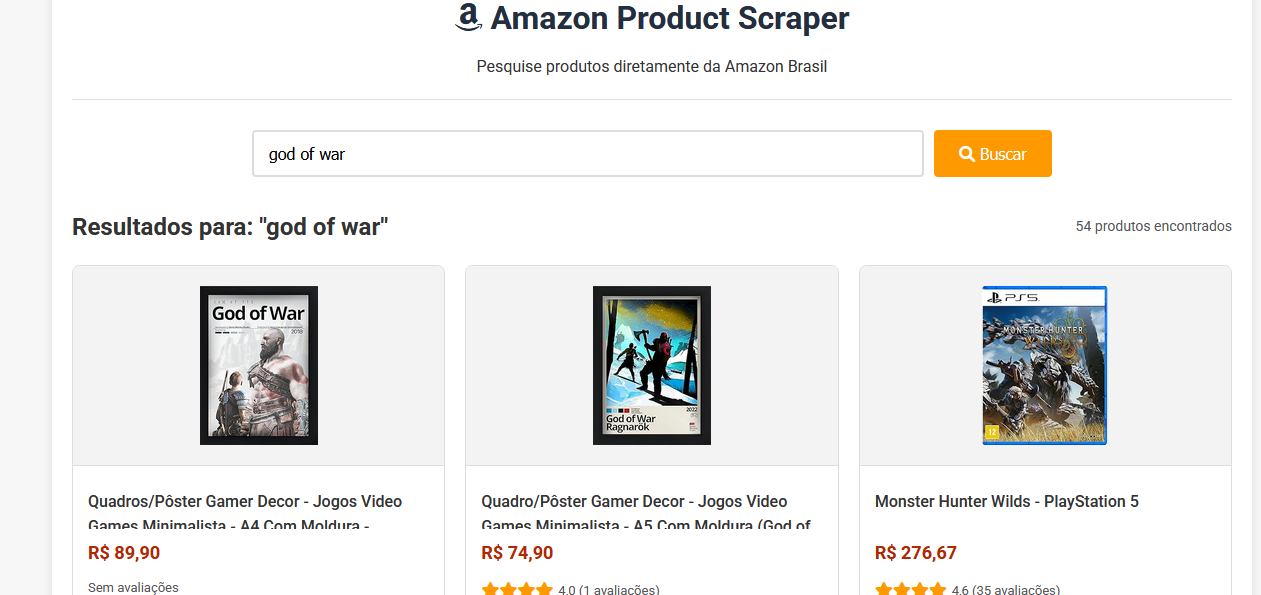 Amazon Product Scraper
Pesquise produtos diretamente da Amazon Brasil
god of war
Buscar
Resultados para: "god of war"
54 produtos encontrados
God of War
2018
God of War
Ragnarök
2022
PS5
MONSTER HUNTER
WILDS
12
Quadros/Pôster Gamer Decor - Jogos Video
Games Minimalista - A4 Com Moldura -
R$ 89,90
Sem avaliações
Quadro/Pôster Gamer Decor - Jogos Video
Games Minimalista - A5 Com Moldura (God of
R$ 74,90
4.0 (1 avaliações)
Monster Hunter Wilds - PlayStation 5
R$ 276,67
4.6 (35 avaliações)